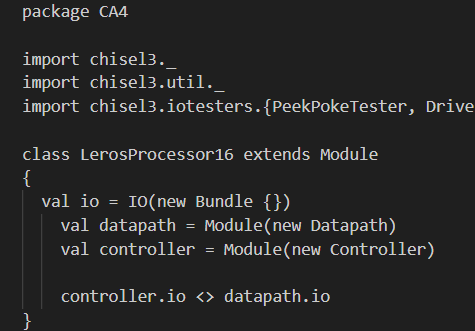 package CA4
import chisel3._
import chisel3.util._
import chisel3.iotesters.{PeekPokeTester, Drive
class LerosProcessor16 extends Module
{
val io = IO(new Bundle {})
val datapath = Module(new Datapath)
val controller = Module(new Controller)
controller.io <> datapath.io
}